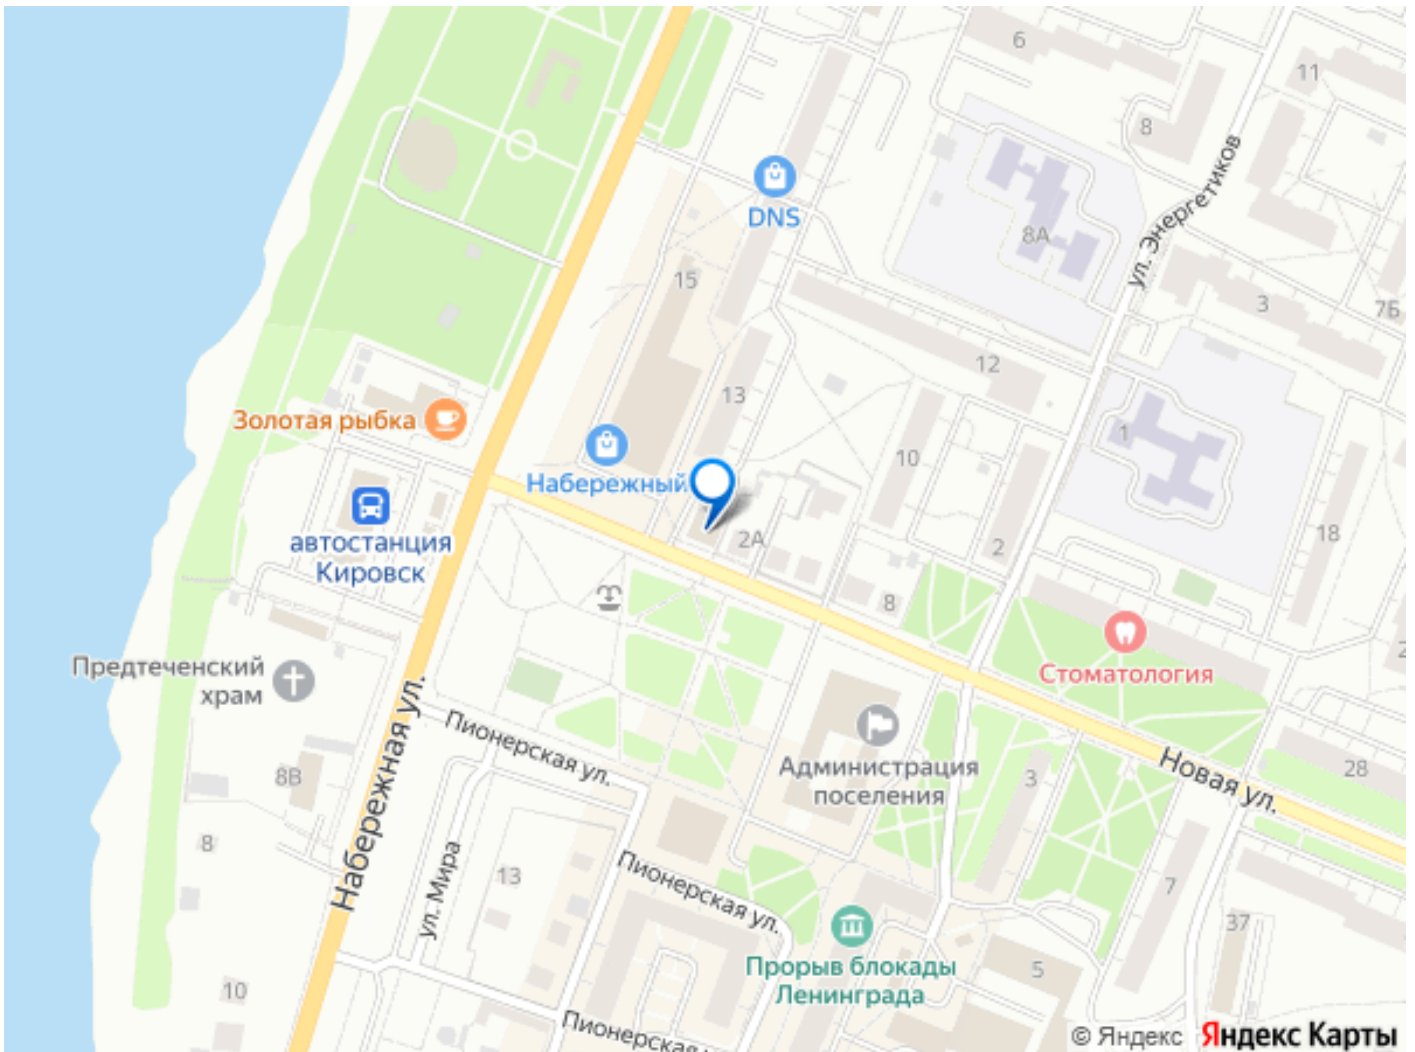 6
11
8
ул. Энергетиков
DNS
8А
15
3
7Б
12
13
Золотая рыбка
1
10
Набережный
18
автостанция
Кировск
2А
2
8
Стоматология
Предтеченский
храм
Набережная ул.
Пионерская ул.
Администрация
поселения
3
Новая ул.
28
8В
8
ул. Мира
13
Пионерская ул.
7
37
Прорыв блокады
Ленинграда
5
10
Пионерская
© Яндекс
Яндекс Карты